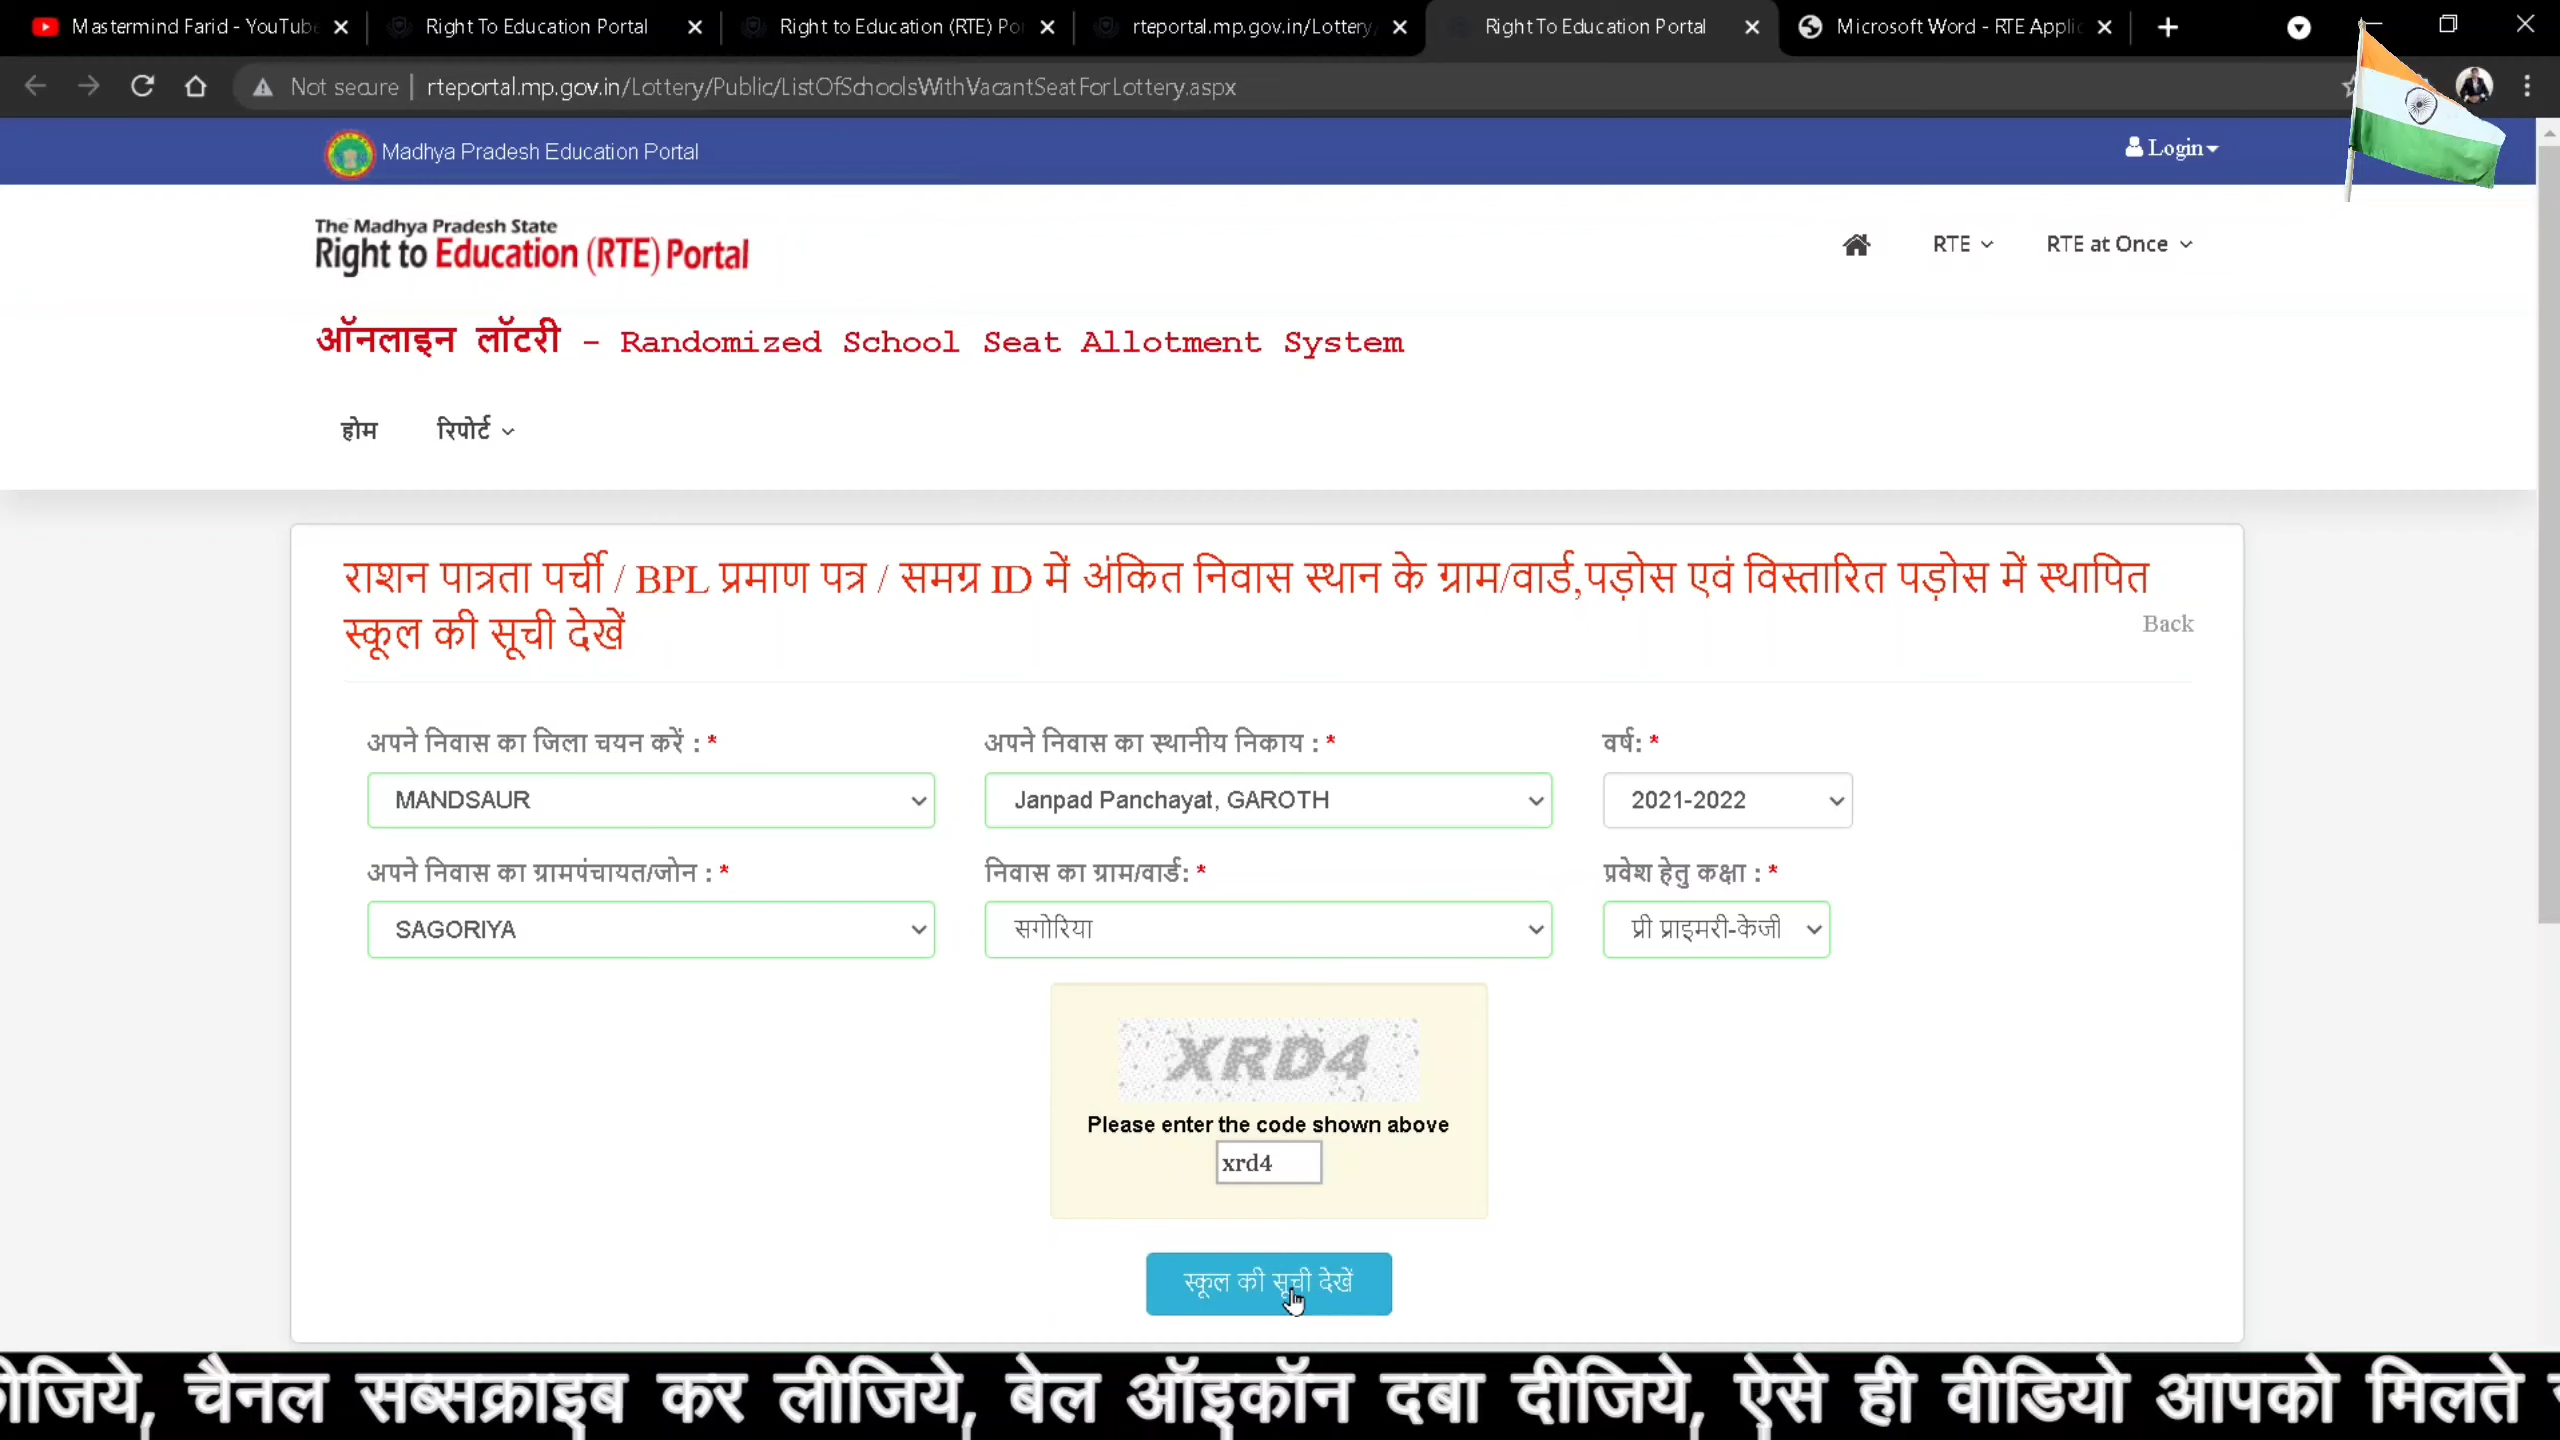 Mastermind Farid - YouTube
Right To Education Portal
Right to Education (RTE) Po
rteportal.mp.gov.in/Lottery
Right To Education Portal
Microsoft Word - RTE Applic
Not secure
rteportal.mp.gov.in/Lottery/Public/ListOfSchoolsWithVacantSeatForLottery.aspx
Madhya Pradesh Education Portal
Login
The Madhya Pradesh State
Right to Education (RTE) Portal
RTE
RTE at Once
ऑनलाइन लॉटरी - Randomized School Seat Allotment System
होम
रिपोर्ट
राशन पात्रता पर्ची / BPL प्रमाण पत्र / समग्र ID में अंकित निवास स्थान के ग्राम/वार्ड,पड़ोस एवं विस्तारित पड़ोस में स्थापित
स्कूल की सूची देखें
Back
अपने निवास का जिला चयन करें : *
अपने निवास का स्थानीय निकाय : *
वर्ष: *
MANDSAUR
Janpad Panchayat, GAROTH
2021-2022
अपने निवास का ग्रामपंचायत/जोन : *
निवास का ग्राम/वार्ड: *
प्रवेश हेतु कक्षा : *
SAGORIYA
सगोरिया
प्री प्राइमरी-केजी
XRD4
Please enter the code shown above
xrd4
स्कूल की सूची देखें
चैनल सब्सक्राइब कर लीजिये, बेल ऑइकॉन दबा दीजिये, ऐसे ही वीडियो आपको मिलते